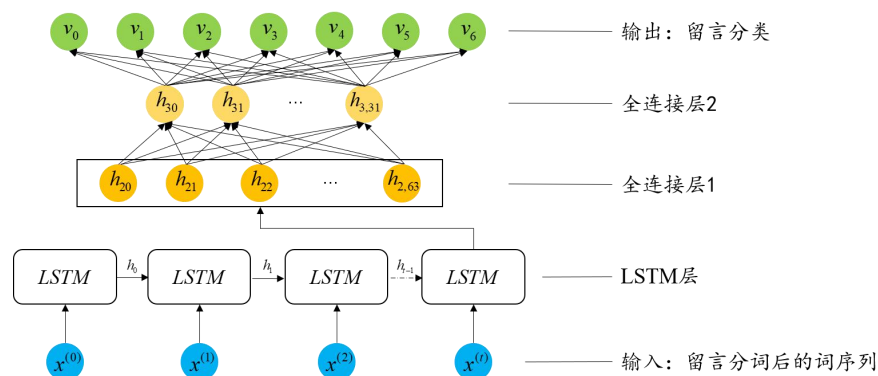 v₀ v₁ v₂ v₃ v₄ v₅ v₆ 输出：留言分类
h₃₀ h₃₁ ... h₃,₃₁ 全连接层2
h₂₀ h₂₁ h₂₂ ... h₂,₆₃ 全连接层1
LSTM h₀ LSTM h₁ LSTM hₜ₋₁ LSTM LSTM层
x⁽⁰⁾ x⁽¹⁾ x⁽²⁾ x⁽ᵗ⁾ 输入：留言分词后的词序列